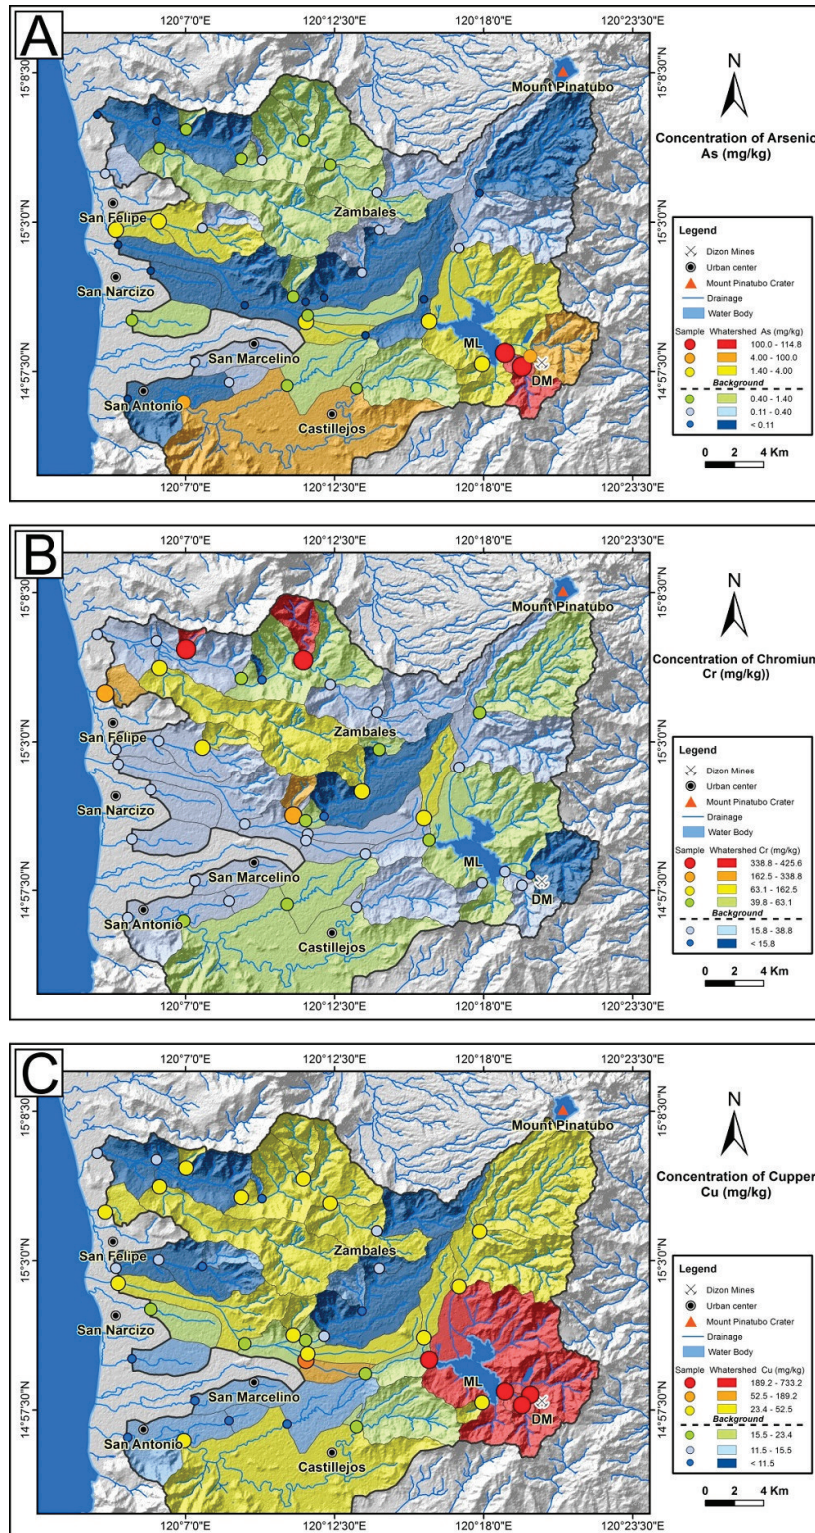 A
120°7'0"E 120°12'30"E 120°18'0"E 120°23'30"E
15°8'30"N
15°3'0"N
14°57'30"N
15°8'30"N
15°3'0"N
14°57'30"N
Mount Pinatubo
San Felipe
Zambales
San Narcizo
San Marcelino
ML
DM
San Antonio
Castillejos
120°7'0"E 120°12'30"E 120°18'0"E 120°23'30"E
N
Concentration of Arsenic
As (mg/kg)
Legend
Dizon Mines
Urban center
Mount Pinatubo Crater
Drainage
Water Body
Sample Whatershed As (mg/kg)
100.0 - 114.8
4.00 - 100.0
1.40 - 4.00
Background
0.40 - 1.40
0.11 - 0.40
< 0.11
0 2 4 Km
B
120°7'0"E 120°12'30"E 120°18'0"E 120°23'30"E
15°8'30"N
15°3'0"N
14°57'30"N
15°8'30"N
15°3'0"N
14°57'30"N
Mount Pinatubo
San Felipe
Zambales
San Narcizo
San Marcelino
ML
DM
San Antonio
Castillejos
120°7'0"E 120°12'30"E 120°18'0"E 120°23'30"E
N
Concentration of Chromium
Cr (mg/kg))
Legend
Dizon Mines
Urban center
Mount Pinatubo Crater
Drainage
Water Body
Sample Whatershed Cr (mg/kg)
338.8 - 425.6
162.5 - 338.8
63.1 - 162.5
39.8 - 63.1
Background
15.8 - 38.8
< 15.8
0 2 4 Km
C
120°7'0"E 120°12'30"E 120°18'0"E 120°23'30"E
15°8'30"N
15°3'0"N
14°57'30"N
15°8'30"N
15°3'0"N
14°57'30"N
Mount Pinatubo
San Felipe
Zambales
San Narcizo
San Marcelino
ML
DM
San Antonio
Castillejos
120°7'0"E 120°12'30"E 120°18'0"E 120°23'30"E
N
Concentration of Cupper
Cu (mg/kg)
Legend
Dizon Mines
Urban center
Mount Pinatubo Crater
Drainage
Water Body
Sample Whatershed Cu (mg/kg)
189.2 - 733.2
52.5 - 189.2
23.4 - 52.5
Background
15.5 - 23.4
11.5 - 15.5
< 11.5
0 2 4 Km